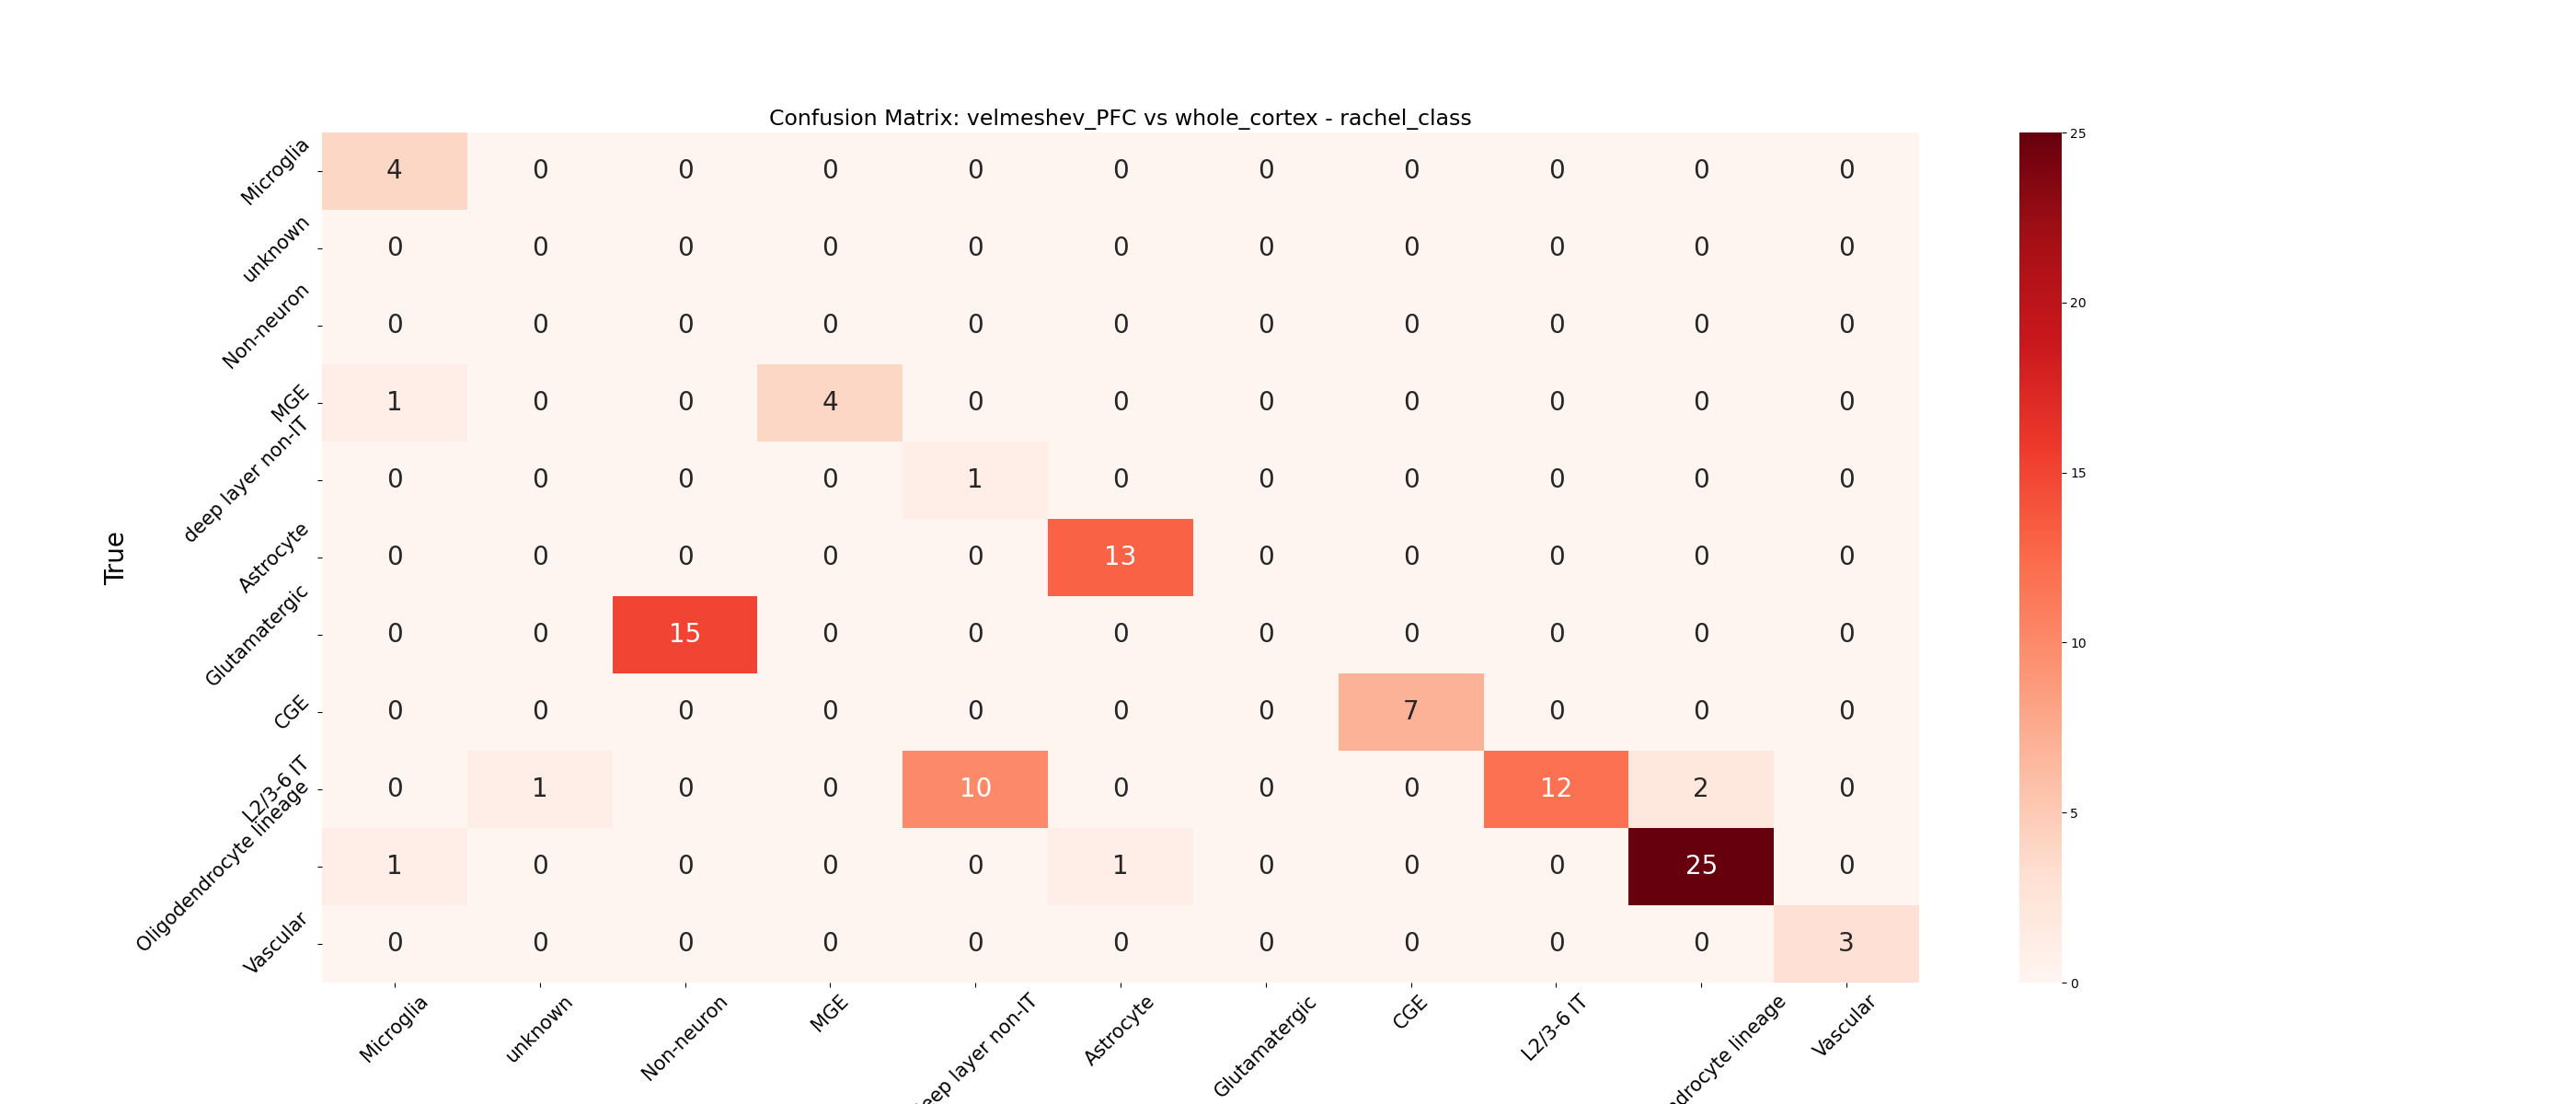 Confusion Matrix: velmeshev_PFC vs whole_cortex - rachel_class
Microglia 4 0 0 0 0 0 0 0 0 0 0
unknown 0 0 0 0 0 0 0 0 0 0 0
Non-neuron 0 0 0 0 0 0 0 0 0 0 0
MGE 1 0 0 4 0 0 0 0 0 0 0
deep layer non-IT 0 0 0 0 1 0 0 0 0 0 0
Astrocyte 0 0 0 0 0 13 0 0 0 0 0
Glutamatergic 0 0 15 0 0 0 0 0 0 0 0
CGE 0 0 0 0 0 0 0 7 0 0 0
L2/3-6 IT 0 1 0 0 10 0 0 0 12 2 0
Oligodendrocyte lineage 1 0 0 0 0 1 0 0 0 25 0
Vascular 0 0 0 0 0 0 0 0 0 0 3
True
Microglia unknown Non-neuron MGE eep layer non-IT Astrocyte Glutamatergic CGE L2/3-6 IT drocyte lineage Vascular
25
20
15
10
5
0